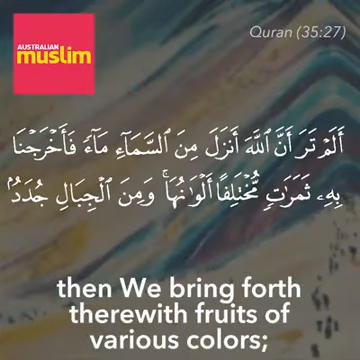 AUSTRALIAN
muslim
Quran (35:27)
أَلَمْ تَرَ أَنَّ ٱللَّهَ أَنزَلَ مِنَ ٱلسَّمَآءِ مَآءً فَأَخْرَجْنَا
بِهِۦ ثَمَرَٰتٍ مُّخْتَلِفًا أَلْوَٰنُهَا ۚ وَمِنَ ٱلْجِبَالِ جُدَدٌۢ
then We bring forth
therewith fruits of
various colors;